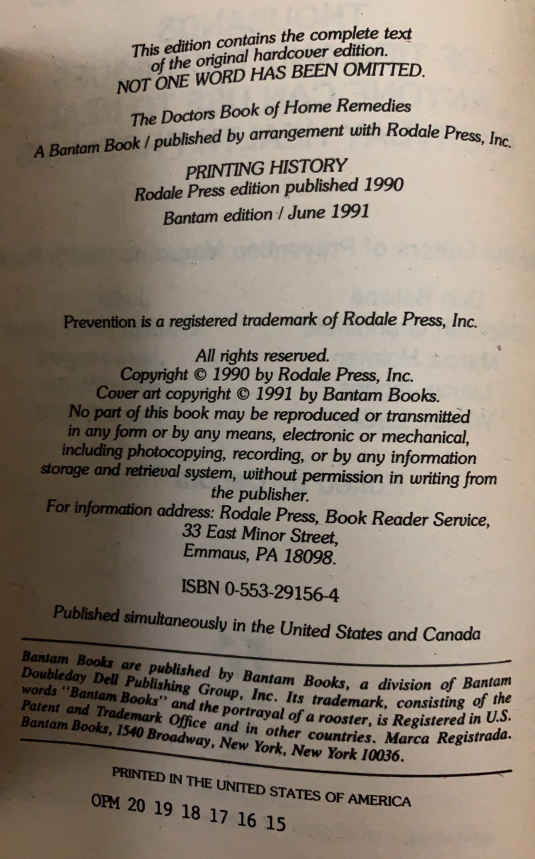 This edition contains the complete text
of the original hardcover edition.
NOT ONE WORD HAS BEEN OMITTED.
The Doctors Book of Home Remedies
A Bantam Book / published by arrangement with Rodale Press, Inc.
PRINTING HISTORY
Rodale Press edition published 1990
Bantam edition / June 1991
Prevention is a registered trademark of Rodale Press, Inc.
All rights reserved.
Copyright © 1990 by Rodale Press, Inc.
Cover art copyright © 1991 by Bantam Books.
No part of this book may be reproduced or transmitted
in any form or by any means, electronic or mechanical,
including photocopying, recording, or by any information
storage and retrieval system, without permission in writing from
the publisher.
For information address: Rodale Press, Book Reader Service,
33 East Minor Street,
Emmaus, PA 18098.
ISBN 0-553-29156-4
Published simultaneously in the United States and Canada
Bantam Books are published by Bantam Books, a division of Bantam
Doubleday Dell Publishing Group, Inc. Its trademark, consisting of the
words "Bantam Books" and the portrayal of a rooster, is Registered in U.S.
Patent and Trademark Office and in other countries. Marca Registrada.
Bantam Books, 1540 Broadway, New York, New York 10036.
PRINTED IN THE UNITED STATES OF AMERICA
OPM 20 19 18 17 16 15